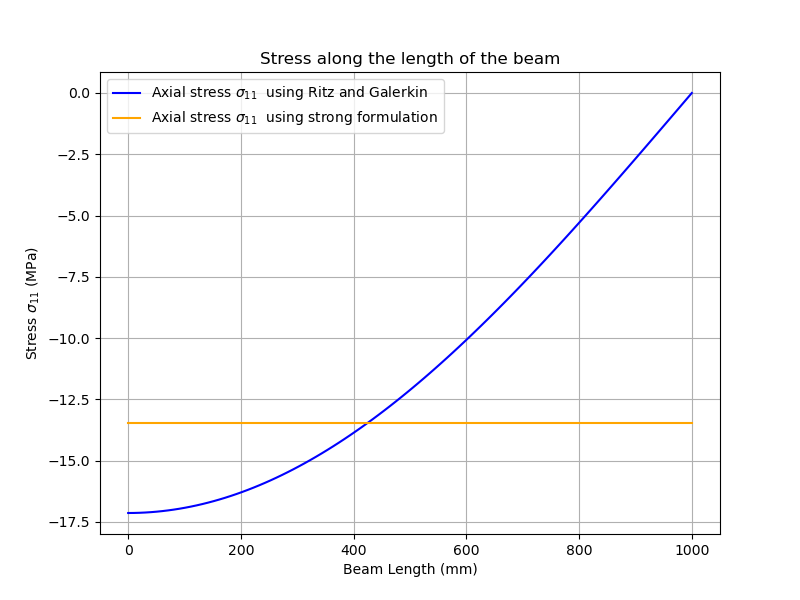 Stress along the length of the beam
Axial stress σ₁₁ using Ritz and Galerkin
Axial stress σ₁₁ using strong formulation
Stress σ₁₁ (MPa)
0.0
−2.5
−5.0
−7.5
−10.0
−12.5
−15.0
−17.5
0 200 400 600 800 1000
Beam Length (mm)